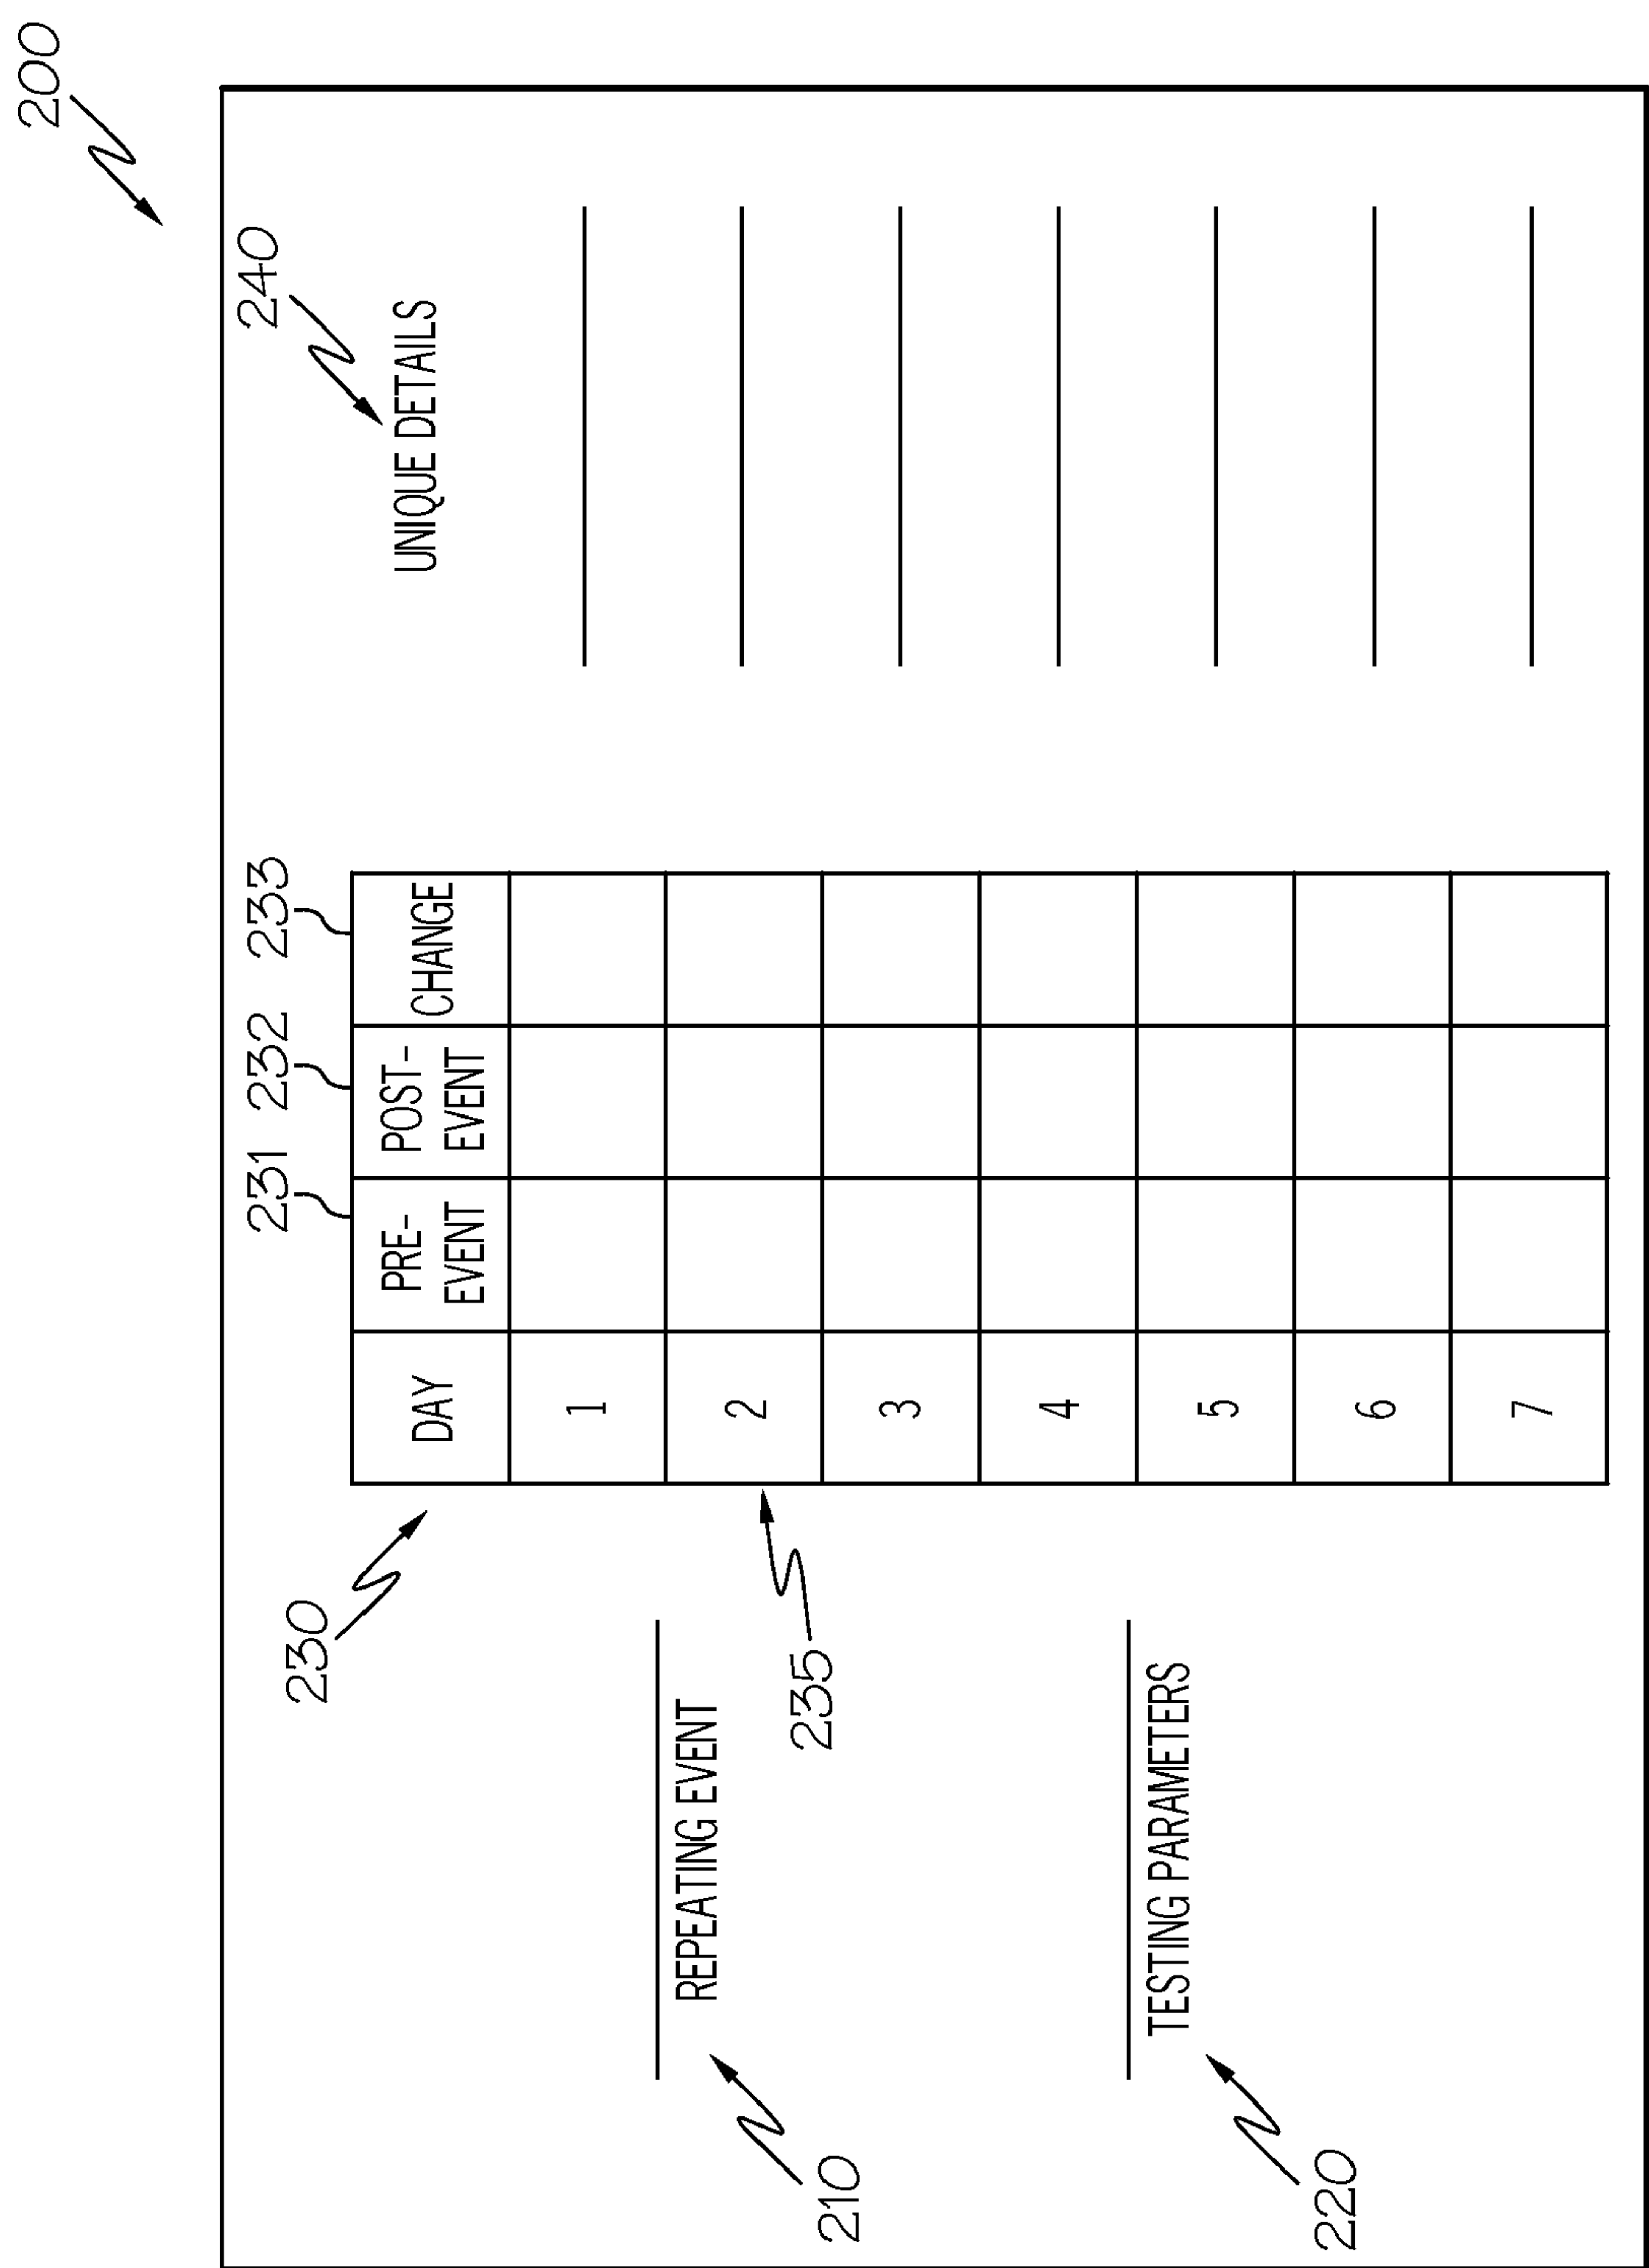 200
240
UNIQUE DETAILS
231
232
233
230
DAY
PRE-
EVENT
POST-
EVENT
CHANGE
1
2
3
4
5
6
7
235
210
REPEATING EVENT
220
TESTING PARAMETERS